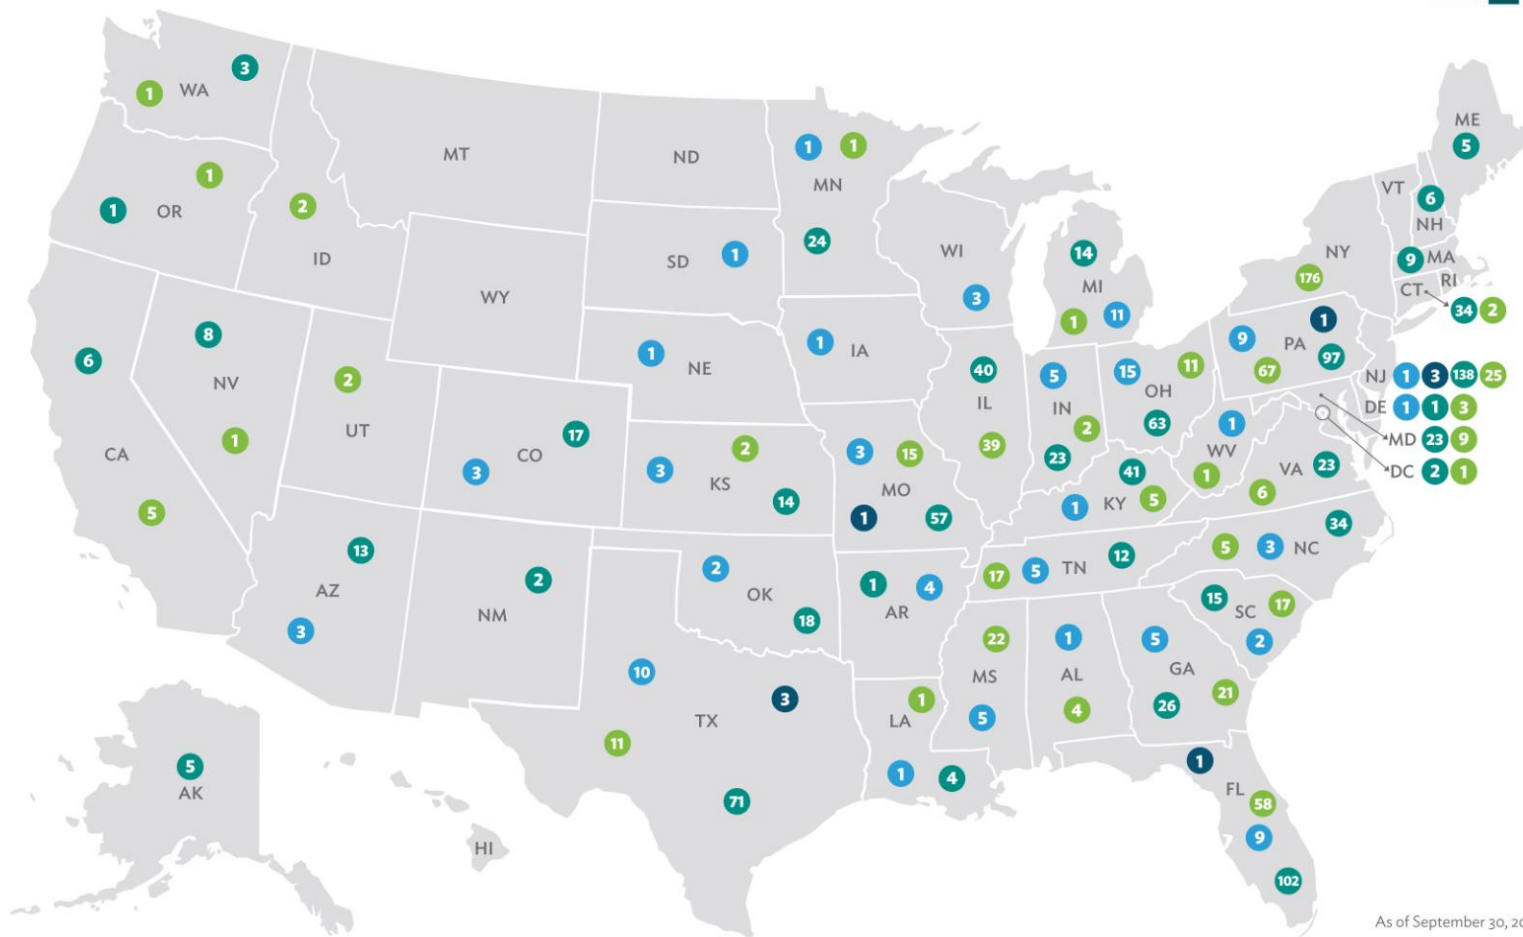 3
1
WA
ME
5
MT
ND
1
1
MN
24
1
OR
1
2
ID
VT
6
NH
9
MA
RI
CT
34
2
NY
176
SD
1
WI
3
14
MI
1
11
WY
6
8
NV
1
CA
5
2
UT
NE
1
1
IA
40
IL
39
5
IN
2
23
15
11
OH
63
9
1
PA
97
67
NJ
1
3
138
25
DE
1
1
3
MD
23
9
DC
2
1
17
CO
3
2
3
KS
14
3
15
MO
1
57
41
KY
5
1
1
WV
1
VA
23
6
34
5
3
NC
13
AZ
3
2
NM
2
OK
18
1
4
AR
12
TN
17
5
15
17
SC
2
10
TX
3
11
71
1
LA
1
4
22
MS
5
1
AL
4
5
GA
26
21
5
AK
HI
1
FL
58
9
102
As of September 30,